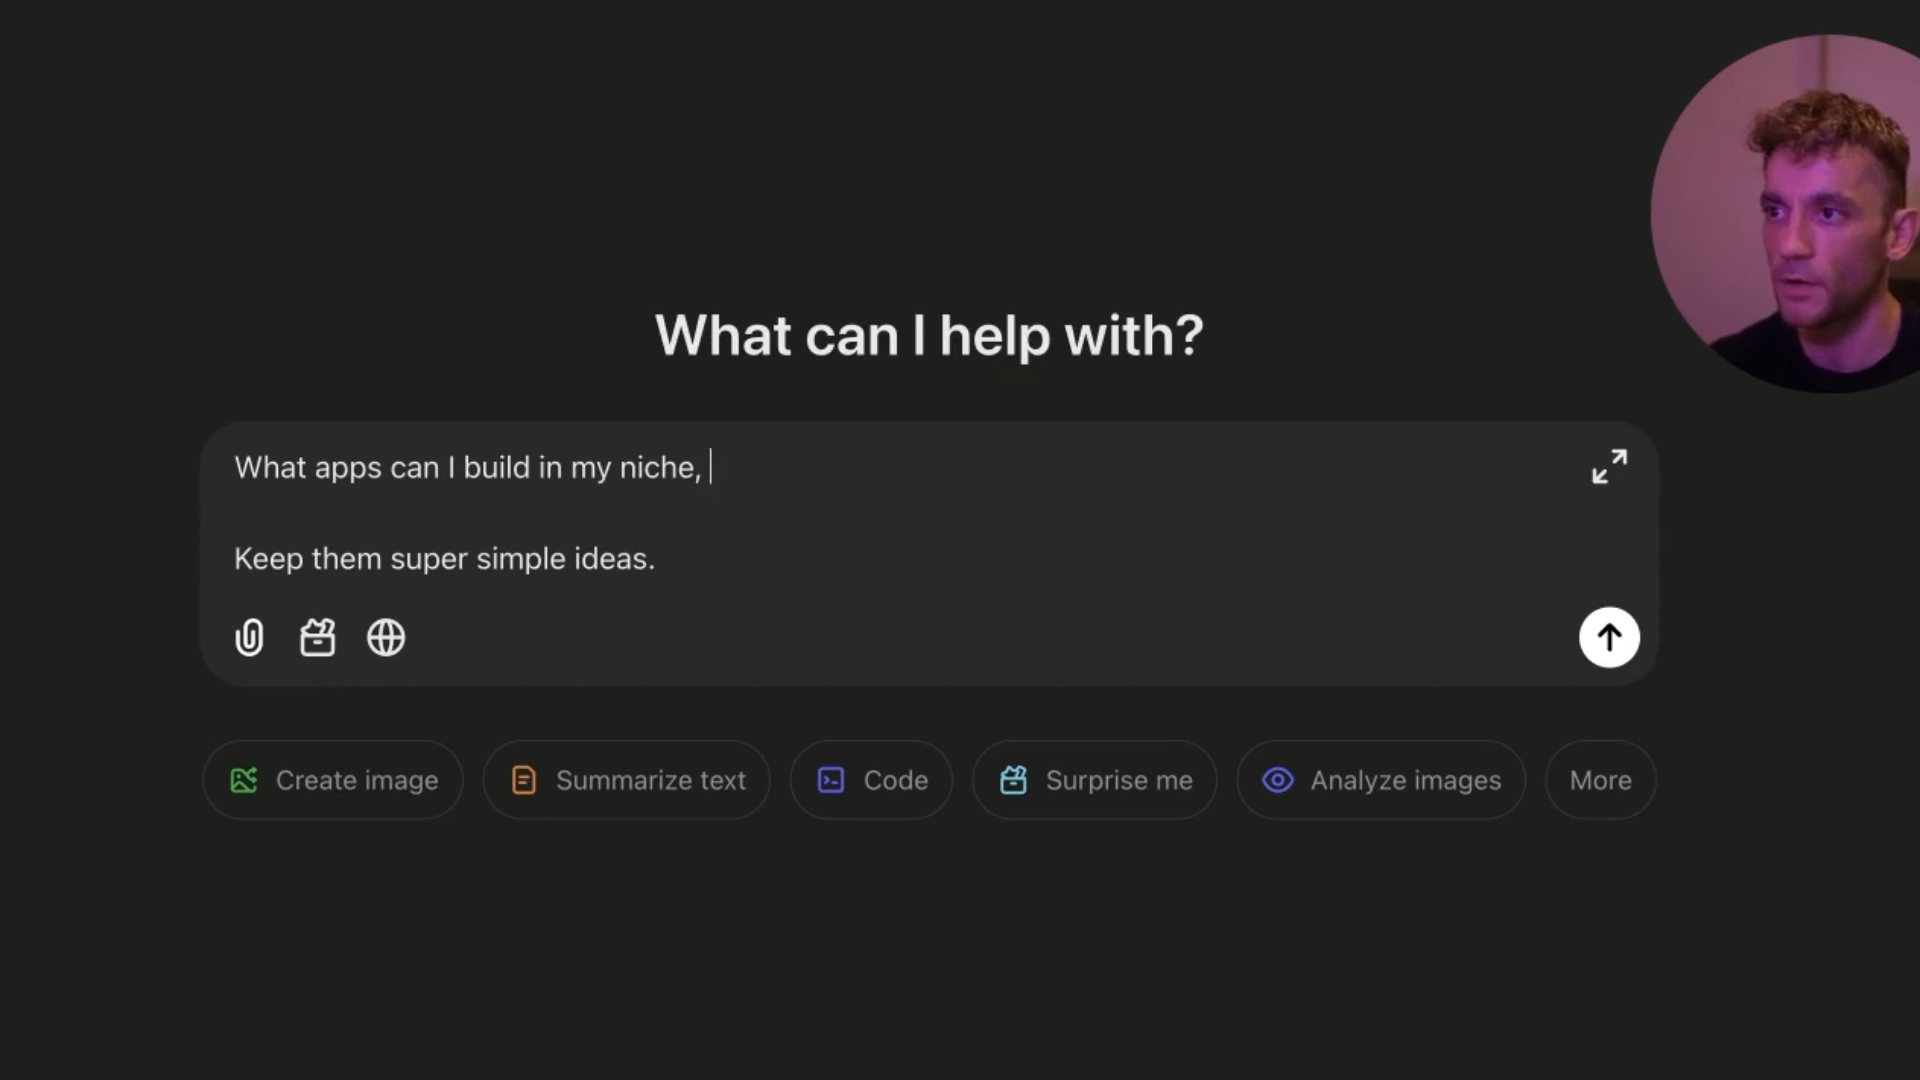 What can I help with?
What apps can I build in my niche,
Keep them super simple ideas.
Create image
Summarize text
Code
Surprise me
Analyze images
More